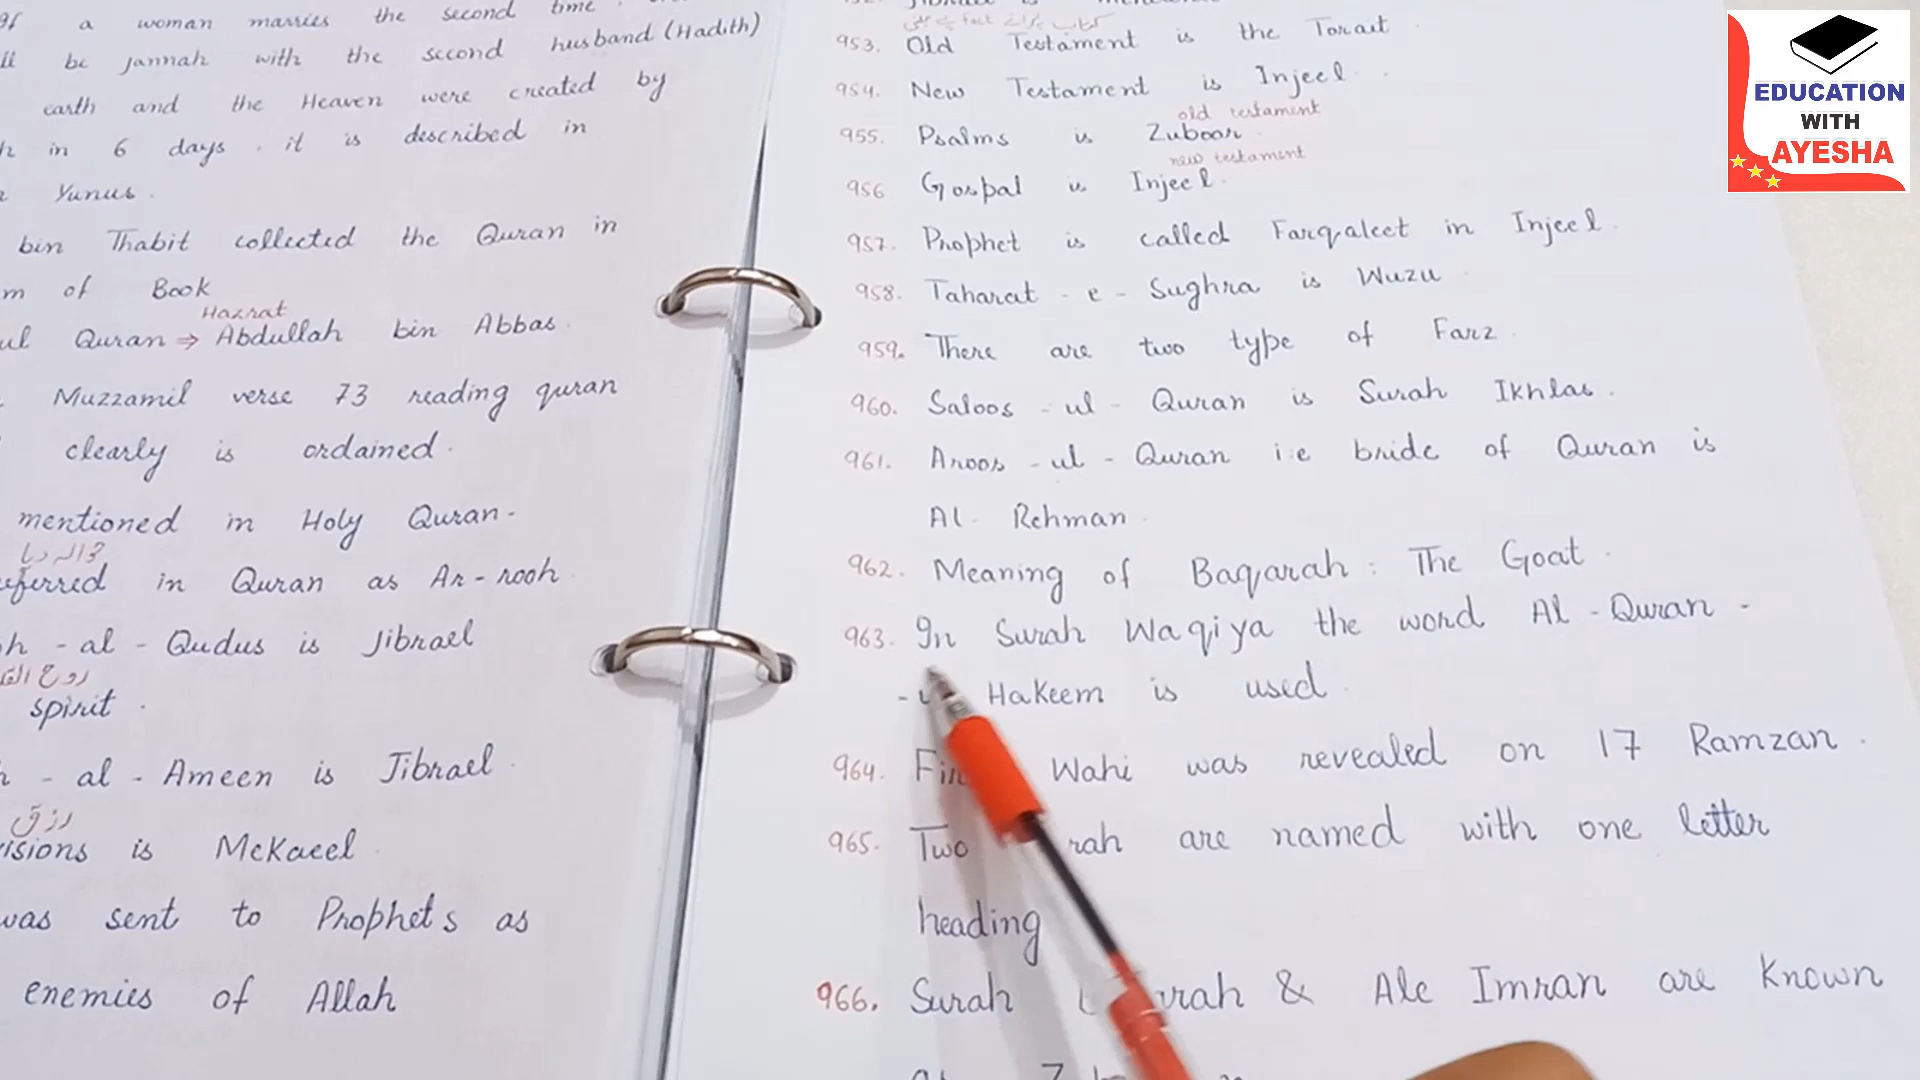 a woman marries the second time
be jannah with the second husband (Hadith)
earth and the Heaven were created by
in 6 days . it is described in
Yunus .
bin Thabit collected the Quran in
of Book
Hazrat
ul Quran ⇒ Abdullah bin Abbas .
Muzzamil verse 73 reading quran
clearly is ordained .
mentioned in Holy Quran -
in Quran as Ar-rooh
- al - Qudus is Jibrael
spirit .
- al - Ameen is Jibrael .
رزق
is McKaeel .
was sent to Prophets as
enemies of Allah
953. Old Testament is the Torait .
954. New Testament is Injeel .
old testament
955. Psalms is Zuboor .
new testament
956 Gospal is Injeel .
957. Prophet is called Farqaleet in Injeel .
958. Taharat - e - Sughra is Wuzu
959. There are two type of Farz .
960. Saloos - ul - Quran is Surah Ikhlas .
961. Aroos - ul - Quran i.e bride of Quran is
Al - Rehman .
962. Meaning of Baqarah : The Goat .
963. In Surah Waqiya the word Al - Quran -
Hakeem is used .
964. Wahi was revealed on 17 Ramzan .
965. Two are named with one letter
heading
966. Surah & Ale Imran are known
EDUCATION
WITH
AYESHA